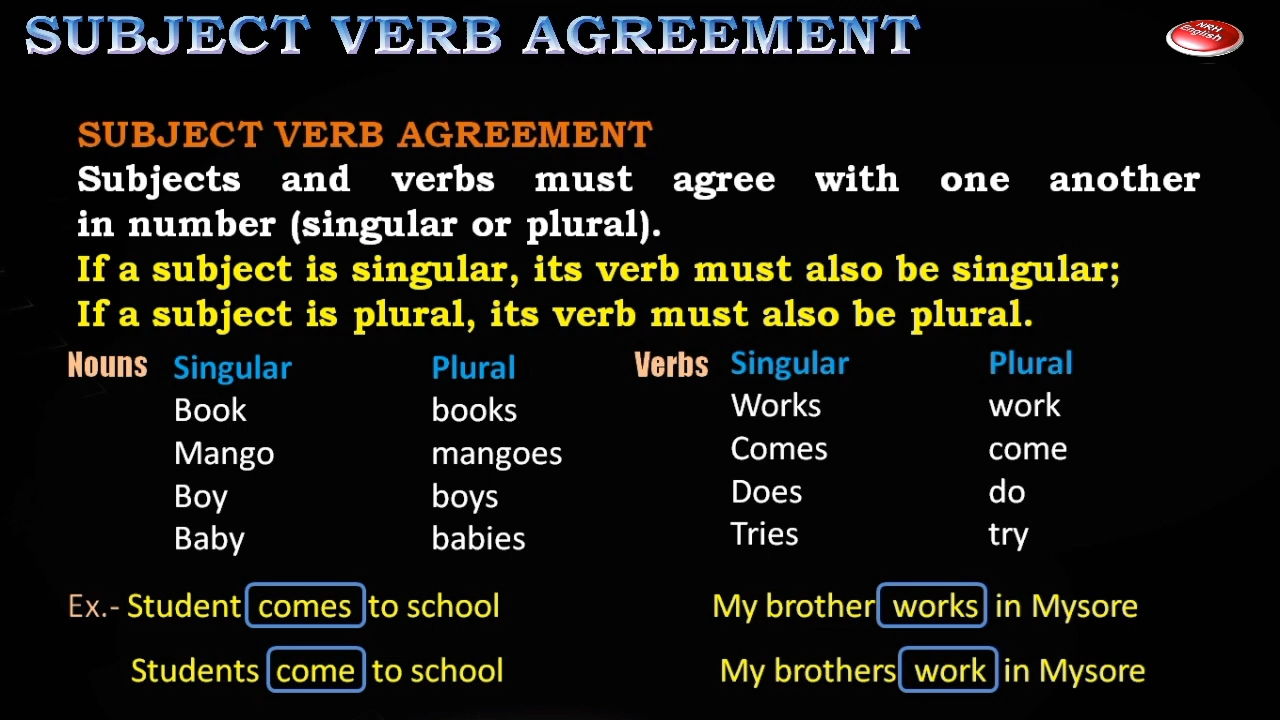 SUBJECT VERB AGREEMENT
NRH
English
SUBJECT VERB AGREEMENT
Subjects and verbs must agree with one another
in number (singular or plural).
If a subject is singular, its verb must also be singular;
If a subject is plural, its verb must also be plural.
Nouns Singular Plural Verbs Singular Plural
Book books Works work
Mango mangoes Comes come
Boy boys Does do
Baby babies Tries try
Ex.- Student comes to school My brother works in Mysore
Students come to school My brothers work in Mysore